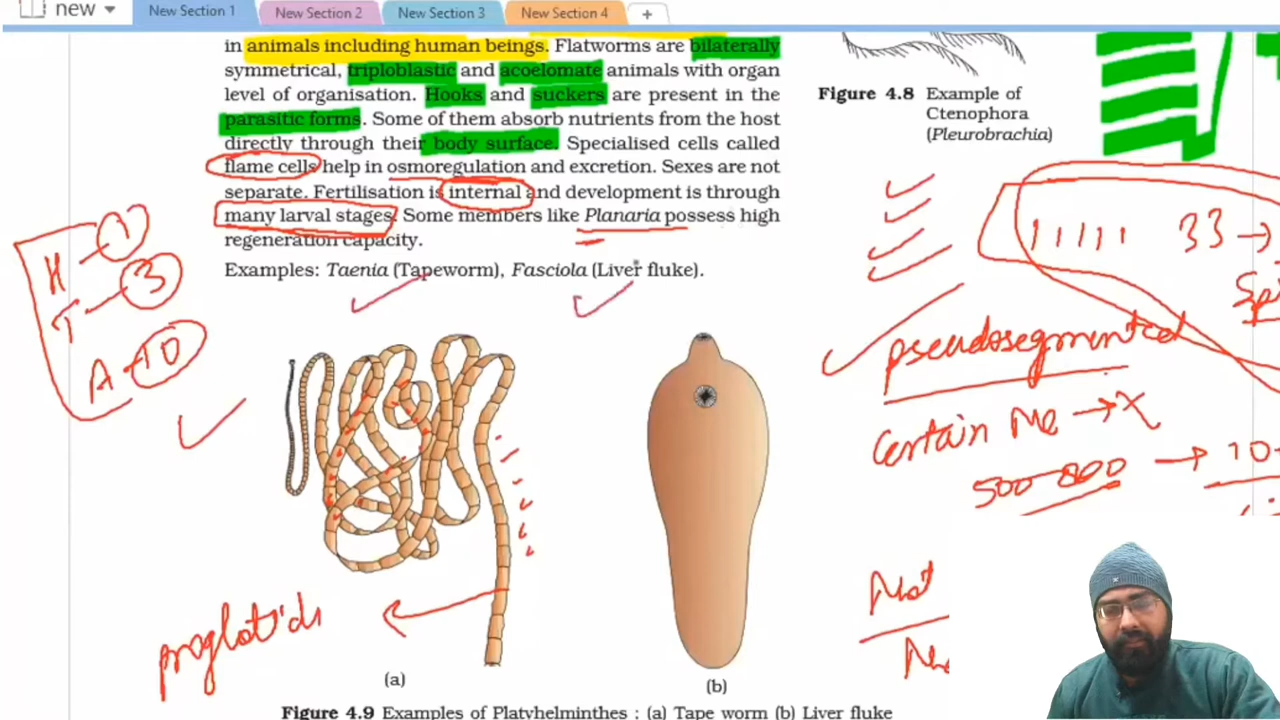 new
New Section 1
New Section 2
New Section 3
New Section 4
in animals including human beings. Flatworms are bilaterally
symmetrical, triploblastic and acoelomate animals with organ
level of organisation. Hooks and suckers are present in the
parasitic forms. Some of them absorb nutrients from the host
directly through their body surface. Specialised cells called
flame cells help in osmoregulation and excretion. Sexes are not
separate. Fertilisation is internal and development is through
many larval stages. Some members like Planaria possess high
regeneration capacity.
Examples: Taenia (Tapeworm), Fasciola (Liver fluke).
Figure 4.8 Example of
Ctenophora
(Pleurobrachia)
H - 1
T - 3
A - 10
33 →
pseudosegmented
Certain Me → X
500-800 → 10
Not
proglotids
(a)
(b)
Figure 4.9 Examples of Platyhelminthes : (a) Tape worm (b) Liver fluke